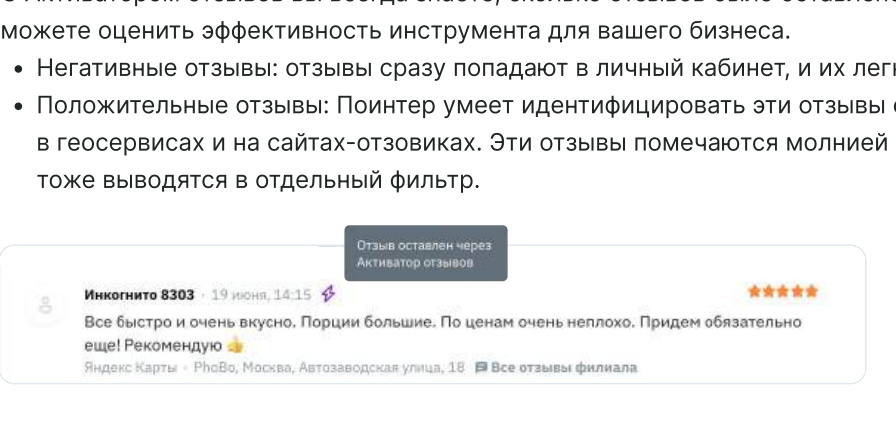 можете оценить эффективность инструмента для вашего бизнеса.
• Негативные отзывы: отзывы сразу попадают в личный кабинет, и их
• Положительные отзывы: Поинтер умеет идентифицировать эти отзывы
в геосервисах и на сайтах-отзовиках. Эти отзывы помечаются молнией
тоже выводятся в отдельный фильтр.
Отзыв оставлен через
Активатор отзывов
Инкогнито 8303 · 19 июня, 14:15
Все быстро и очень вкусно. Порции большие. По ценам очень неплохо. Придем обязательно
еще! Рекомендую 👍
Яндекс Карты · PhoBo, Москва, Автозаводская улица, 18 Все отзывы филиала